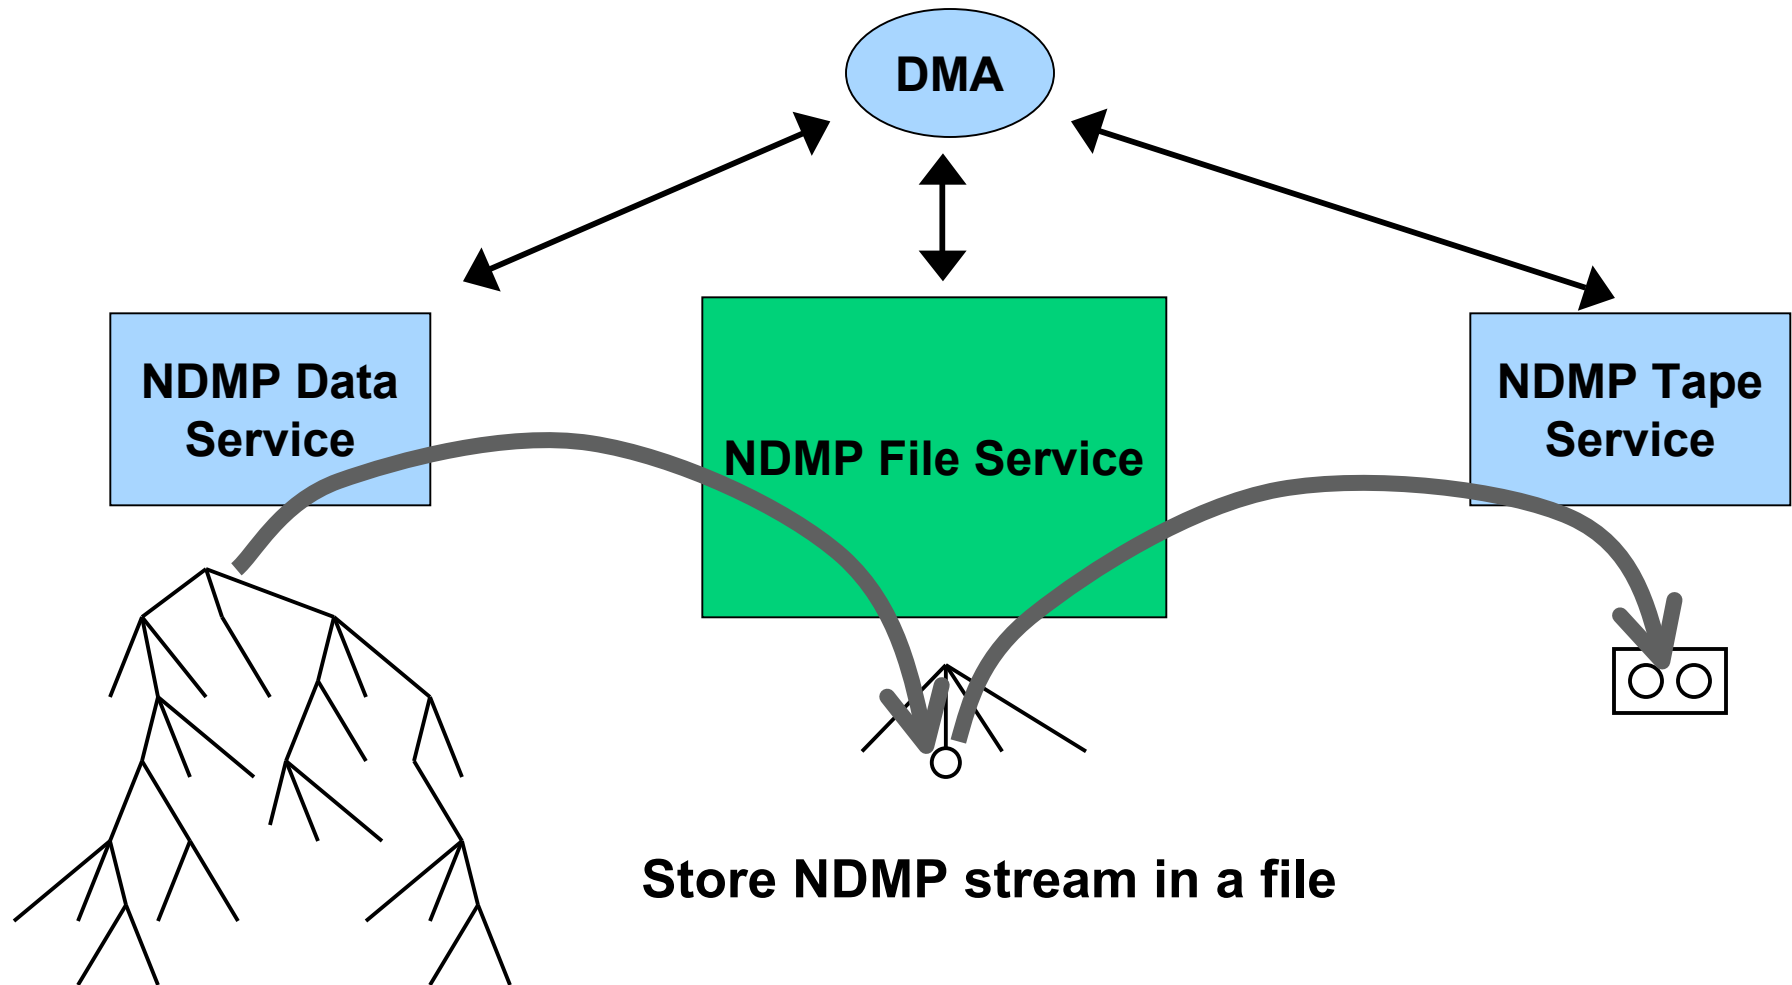 DMA
NDMP Data
Service
NDMP File Service
NDMP Tape
Service
Store NDMP stream in a file